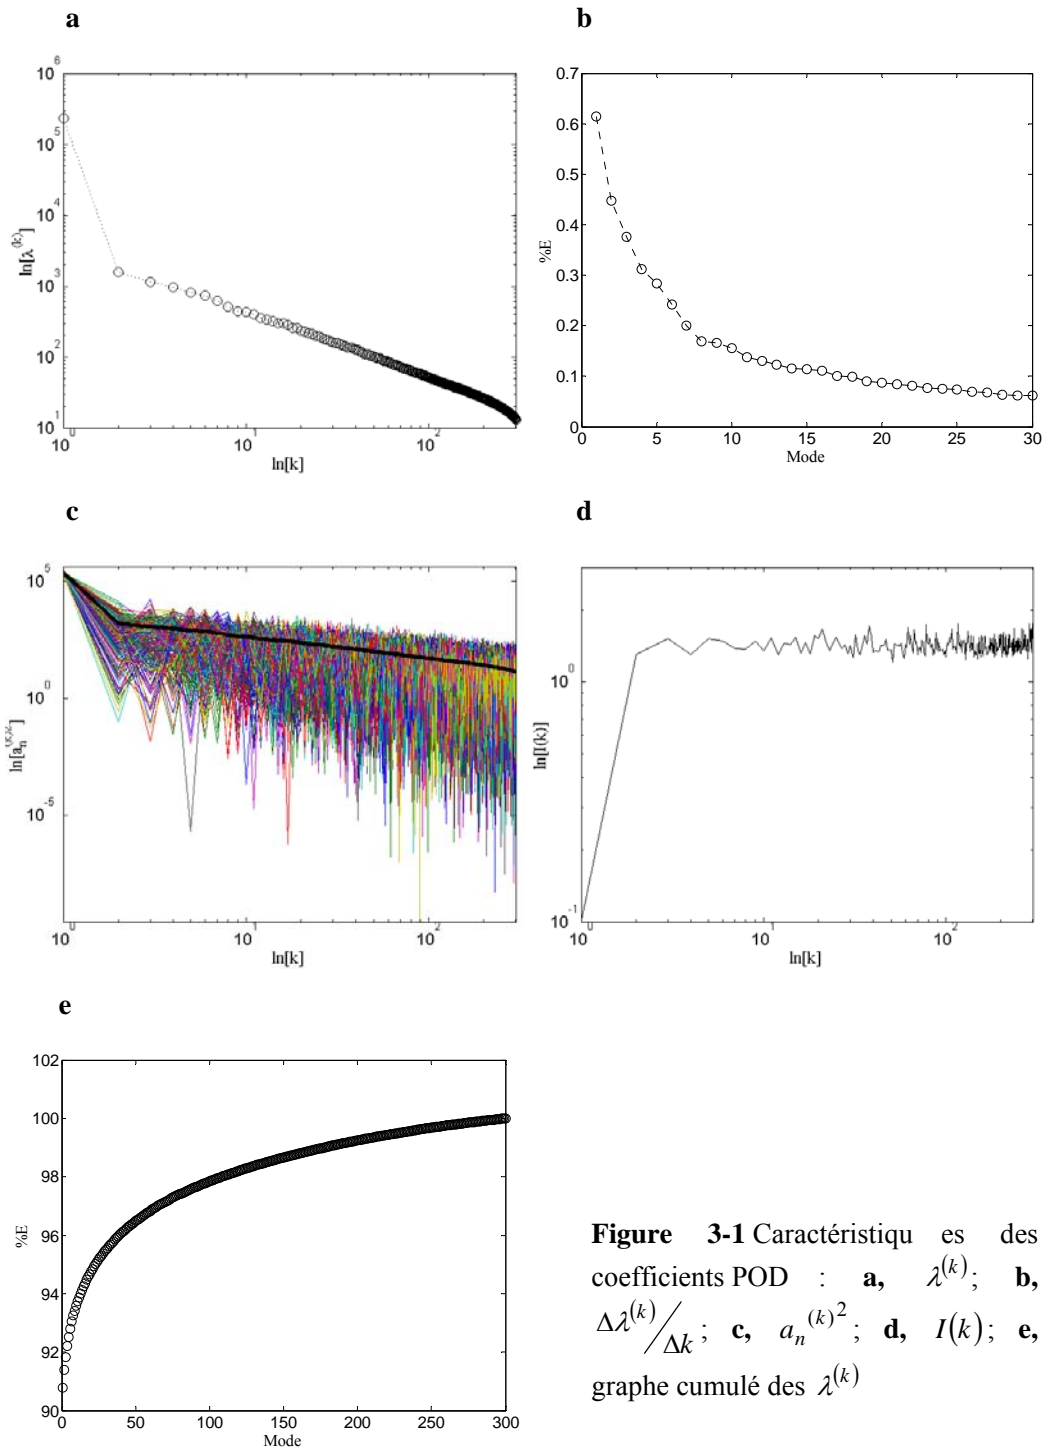 a
10^6
10^5
10^4
10^3
10^2
10^1
ln[λ^(k)]
10^0
10^1
10^2
ln[k]
b
0.7
0.6
0.5
0.4
0.3
0.2
0.1
0
%E
0
5
10
15
20
25
30
Mode
c
10^5
10^0
10^-5
ln[a_n^(k)2]
10^0
10^1
10^2
ln[k]
d
10^0
10^-1
ln[I(k)]
10^0
10^1
10^2
ln[k]
e
102
100
98
96
94
92
90
%E
0
50
100
150
200
250
300
Mode
Figure 3-1 Caractéristiqu es des
coefficients POD : a, λ^(k); b,
Δλ^(k)/Δk; c, a_n^(k)2; d, I(k); e,
graphe cumulé des λ^(k)